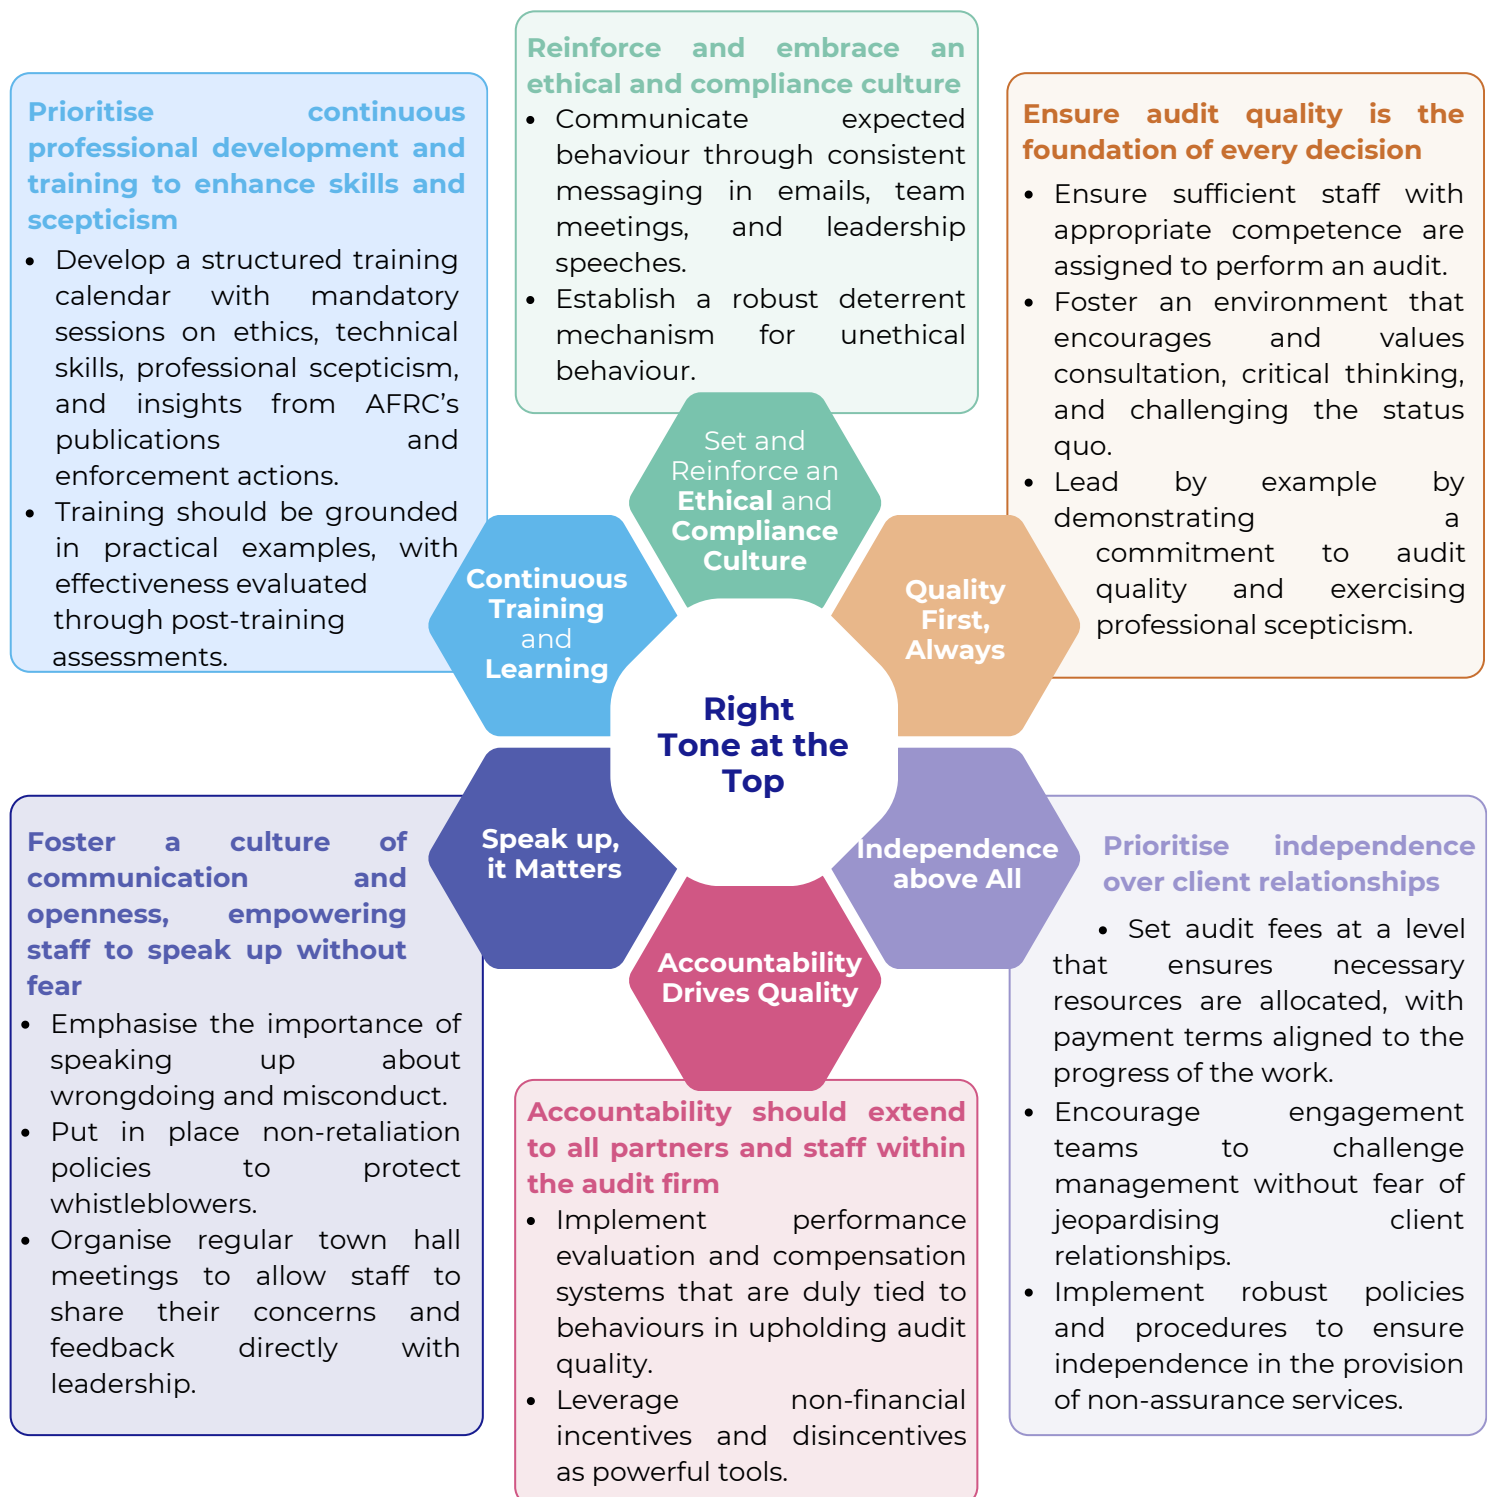 Reinforce and embrace an
ethical and compliance culture
• Communicate expected
behaviour through consistent
messaging in emails, team
meetings, and leadership
speeches.
• Establish a robust deterrent
mechanism for unethical
behaviour.
Prioritise continuous
professional development and
training to enhance skills and
scepticism
• Develop a structured training
calendar with mandatory
sessions on ethics, technical
skills, professional scepticism,
and insights from AFRC’s
publications and
enforcement actions.
• Training should be grounded
in practical examples, with
effectiveness evaluated
through post-training
assessments.
Ensure audit quality is the
foundation of every decision
• Ensure sufficient staff with
appropriate competence are
assigned to perform an audit.
• Foster an environment that
encourages and values
consultation, critical thinking,
and challenging the status
quo.
• Lead by example by
demonstrating a
commitment to audit
quality and exercising
professional scepticism.
Set and
Reinforce an
Ethical and
Compliance
Culture
Continuous
Training
and
Learning
Quality
First,
Always
Right
Tone at the
Top
Speak up,
it Matters
Independence
above All
Accountability
Drives Quality
Foster a culture of
communication and
openness, empowering
staff to speak up without
fear
• Emphasise the importance of
speaking up about
wrongdoing and misconduct.
• Put in place non-retaliation
policies to protect
whistleblowers.
• Organise regular town hall
meetings to allow staff to
share their concerns and
feedback directly with
leadership.
Accountability should extend
to all partners and staff within
the audit firm
• Implement performance
evaluation and compensation
systems that are duly tied to
behaviours in upholding audit
quality.
• Leverage non-financial
incentives and disincentives
as powerful tools.
Prioritise independence
over client relationships
• Set audit fees at a level
that ensures necessary
resources are allocated, with
payment terms aligned to the
progress of the work.
• Encourage engagement
teams to challenge
management without fear of
jeopardising client
relationships.
• Implement robust policies
and procedures to ensure
independence in the provision
of non-assurance services.